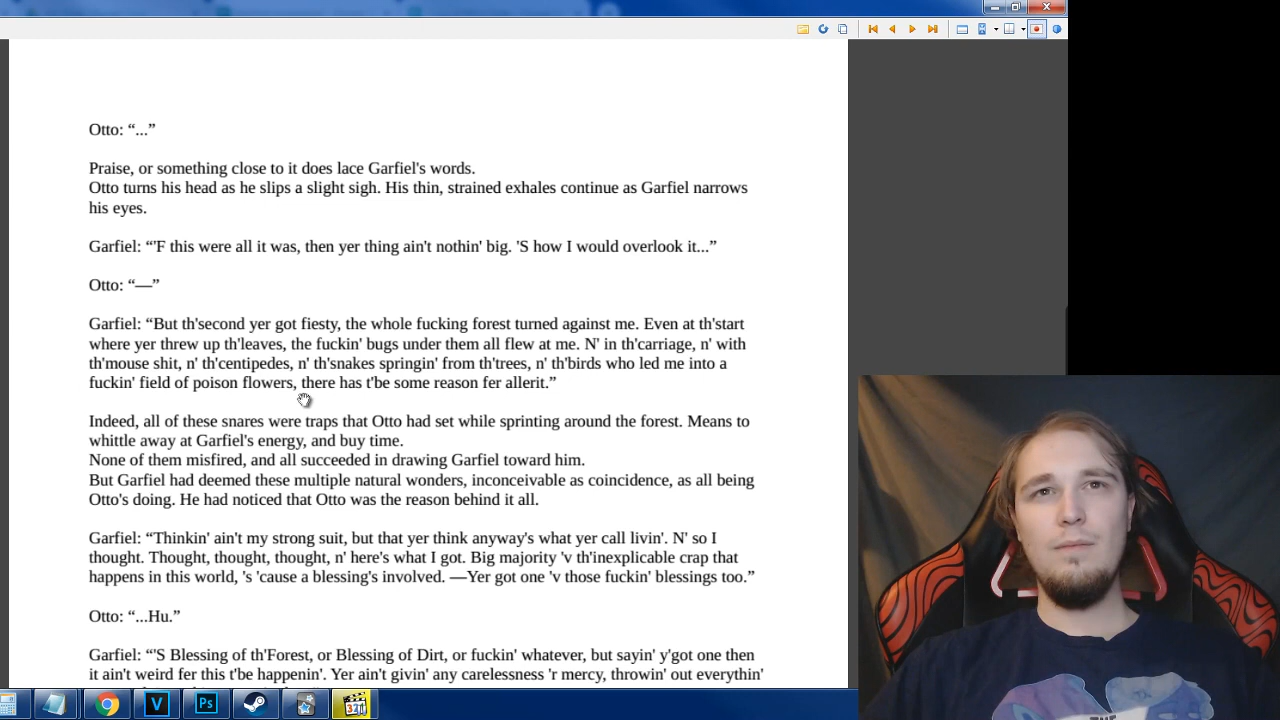 Otto: “...”
Praise, or something close to it does lace Garfiel's words.
Otto turns his head as he slips a slight sigh. His thin, strained exhales continue as Garfiel narrows
his eyes.
Garfiel: “'F this were all it was, then yer thing ain't nothin' big. 'S how I would overlook it...”
Otto: “—”
Garfiel: “But th'second yer got fiesty, the whole fucking forest turned against me. Even at th'start
where yer threw up th'leaves, the fuckin' bugs under them all flew at me. N' in th'carriage, n' with
th'mouse shit, n' th'centipedes, n' th'snakes springin' from th'trees, n' th'birds who led me into a
fuckin' field of poison flowers, there has t'be some reason fer allerit.”
Indeed, all of these snares were traps that Otto had set while sprinting around the forest. Means to
whittle away at Garfiel's energy, and buy time.
None of them misfired, and all succeeded in drawing Garfiel toward him.
But Garfiel had deemed these multiple natural wonders, inconceivable as coincidence, as all being
Otto's doing. He had noticed that Otto was the reason behind it all.
Garfiel: “Thinkin' ain't my strong suit, but that yer think anyway's what yer call livin'. N' so I
thought. Thought, thought, thought, n' here's what I got. Big majority 'v th'inexplicable crap that
happens in this world, 's 'cause a blessing's involved. —Yer got one 'v those fuckin' blessings too.”
Otto: “...Hu.”
Garfiel: “'S Blessing of th'Forest, or Blessing of Dirt, or fuckin' whatever, but sayin' y'got one then
it ain't weird fer this t'be happenin'. Yer ain't givin' any carelessness 'r mercy, throwin' out everythin'
V
Ps
321
THE